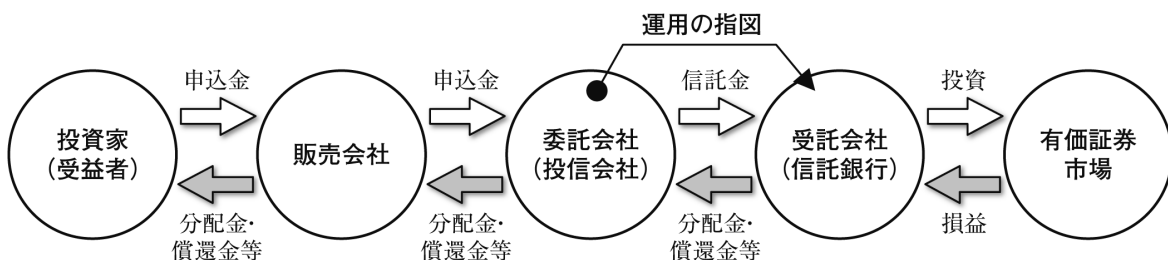 運用の指図
申込金
申込金
信託金
投資
投資家
(受益者)
販売会社
委託会社
(投信会社)
受託会社
(信託銀行)
有価証券
市場
分配金・
償還金等
分配金・
償還金等
分配金・
償還金等
損益